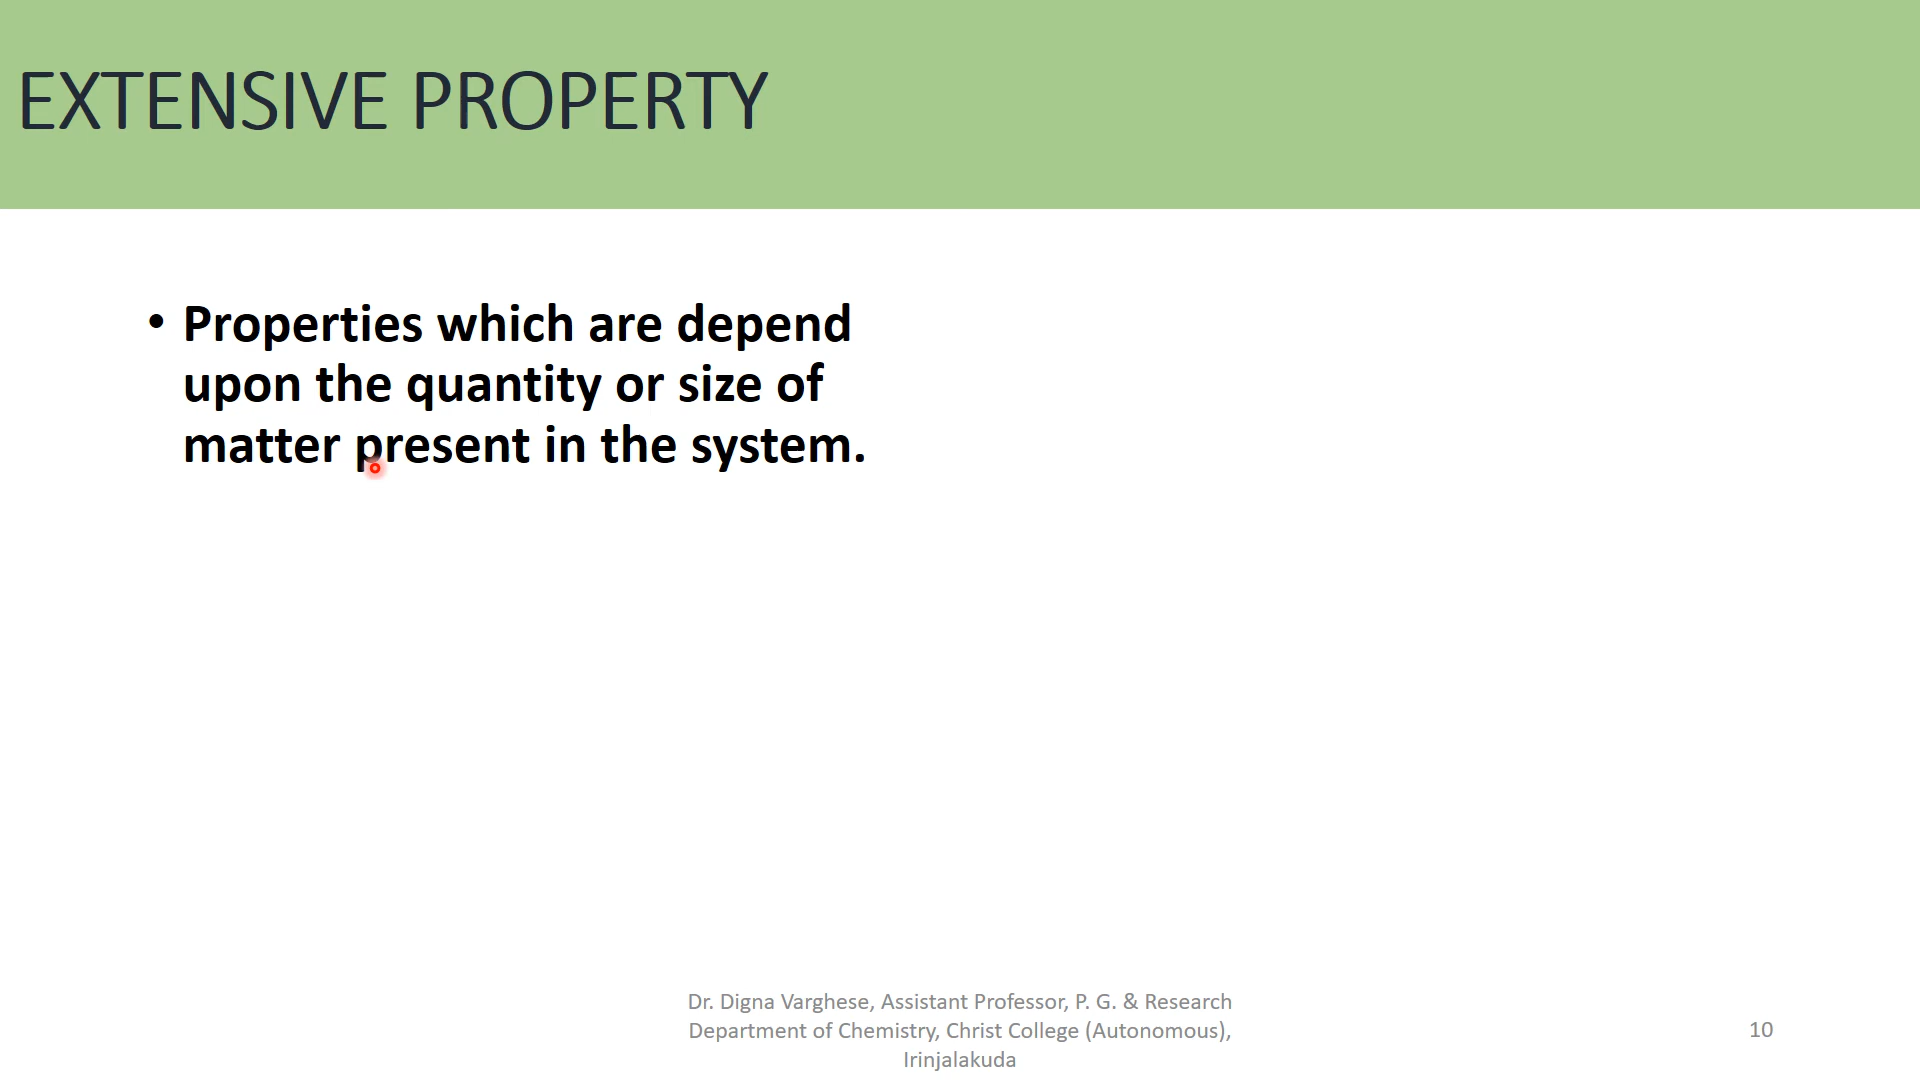 EXTENSIVE PROPERTY
• Properties which are depend
upon the quantity or size of
matter present in the system.
Dr. Digna Varghese, Assistant Professor, P. G. & Research
Department of Chemistry, Christ College (Autonomous),
Irinjalakuda
10